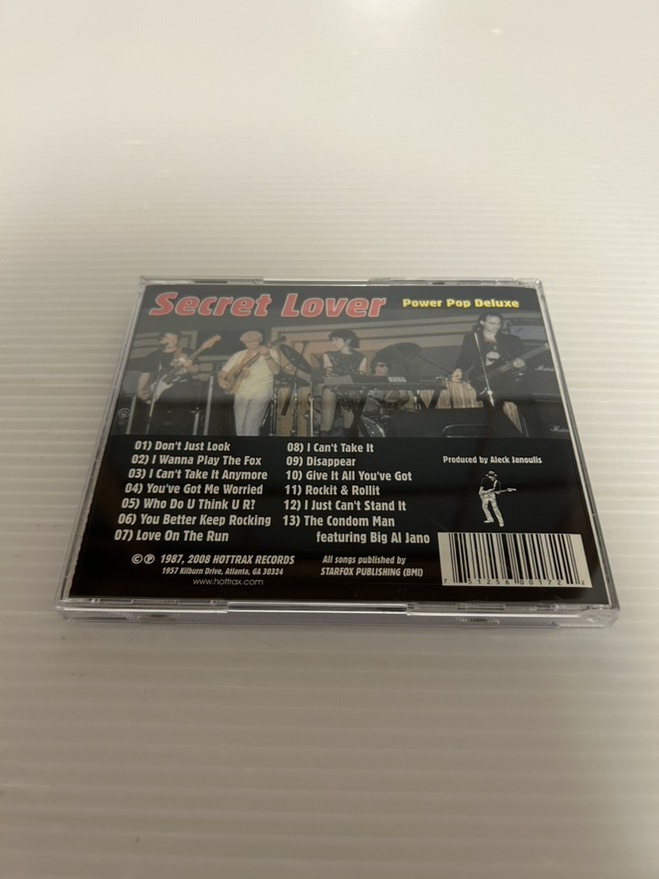 Secret Lover Power Pop Deluxe
01) Don't Just Look
02) I Wanna Play The Fox
03) I Can't Take It Anymore
04) You've Got Me Worried
05) Who Do U Think U R?
06) You Better Keep Rocking
07) Love On The Run
08) I Can't Take It
09) Disappear
10) Give It All You've Got
11) Rockit & Rollit
12) I Just Can't Stand It
13) The Condom Man
featuring Big Al Jano
Produced by Aleck Janoulis
©℗ 1987, 2008 HOTTRAX RECORDS
1957 Kilburn Drive, Atlanta, GA 30324
www.hottrax.com
All songs published by
STARFOX PUBLISHING (BMI)
7 31256 00172 2